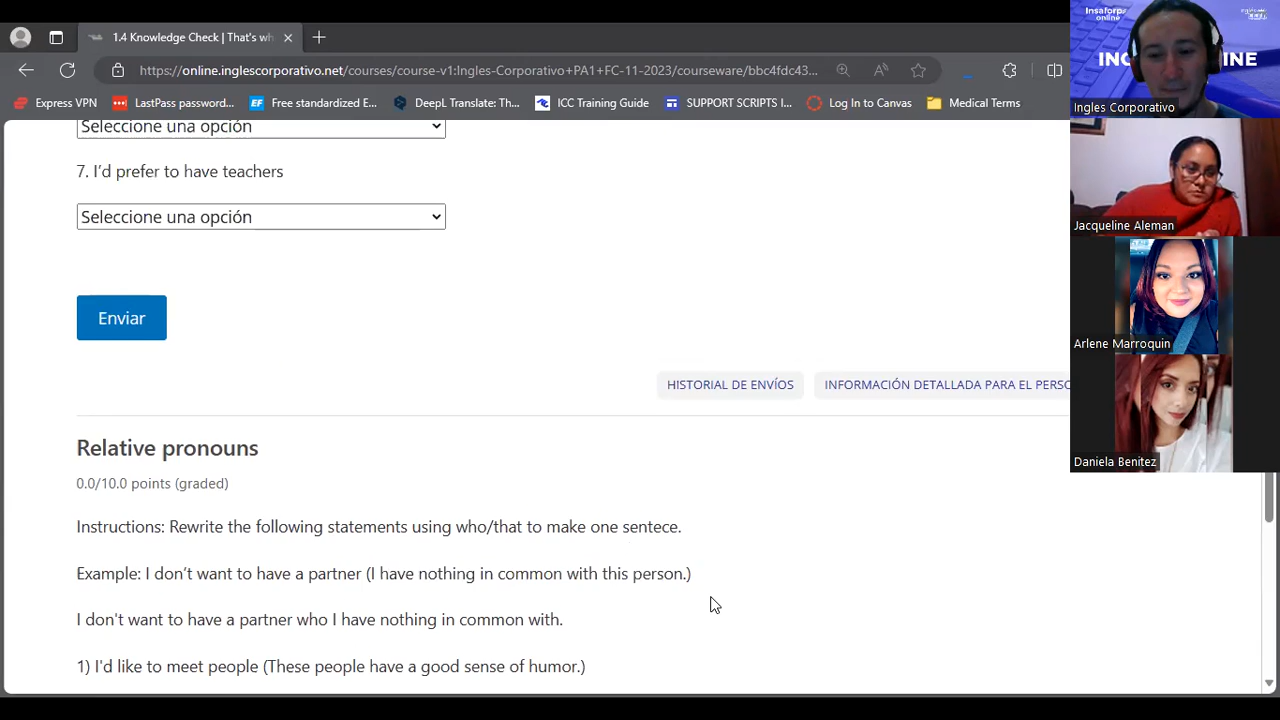 1.4 Knowledge Check | That's wh
https://online.inglescorporativo.net/courses/course-v1:Ingles-Corporativo+PA1+FC-11-2023/courseware/bbc4fdc43...
Express VPN
LastPass password...
Free standardized E...
DeepL Translate: Th...
ICC Training Guide
SUPPORT SCRIPTS I...
Log In to Canvas
Medical Terms
Seleccione una opción
7. I'd prefer to have teachers
Seleccione una opción
Enviar
HISTORIAL DE ENVÍOS
INFORMACIÓN DETALLADA PARA EL PERSO
Relative pronouns
0.0/10.0 points (graded)
Instructions: Rewrite the following statements using who/that to make one sentece.
Example: I don't want to have a partner (I have nothing in common with this person.)
I don't want to have a partner who I have nothing in common with.
1) I'd like to meet people (These people have a good sense of humor.)
Insaforp
online
ING
INE
Ingles Corporativo
Jacqueline Aleman
Arlene Marroquin
Daniela Benitez